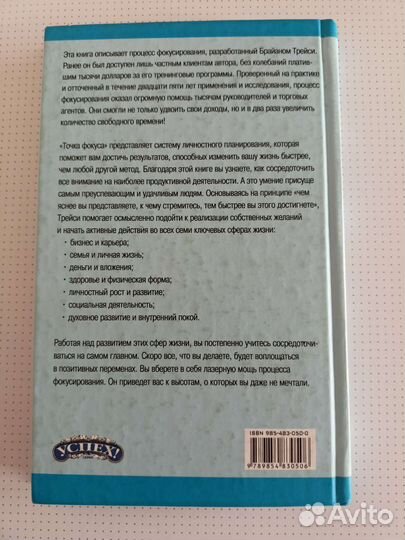 Эта книга описывает процесс фокусирования, разработанный Брайаном Трейси.
Ранее он был доступен лишь частным клиентам автора, без колебаний платив-
шим тысячи долларов за его тренинговые программы. Проверенный на практике
и отточенный в течение двадцати пяти лет применения и исследования, процесс
фокусирования оказал огромную помощь тысячам руководителей и торговых
агентов. Они смогли не только удвоить свои доходы, но и в два раза увеличить
количество свободного времени!
«Точка фокуса» представляет систему личностного планирования, которая
поможет вам достичь результатов, способных изменить вашу жизнь быстрее,
чем любой другой метод. Благодаря этой книге вы узнаете, как сосредоточить
все внимание на наиболее продуктивной деятельности. А это умение присуще
самым преуспевающим и удачливым людям. Основываясь на принципе «чем
яснее вы представляете, к чему стремитесь, тем быстрее вы этого достигнете»,
Трейси помогает осмысленно подойти к реализации собственных желаний
и начать активные действия во всех семи ключевых сферах жизни:
• бизнес и карьера;
• семья и личная жизнь;
• деньги и вложения;
• здоровье и физическая форма;
• личностный рост и развитие;
• социальная деятельность;
• духовное развитие и внутренний покой.
Работая над развитием этих сфер жизни, вы постепенно учитесь сосредоточи-
ваться на самом главном. Скоро все, что вы делаете, будет воплощаться
в позитивных переменах. Вы вберете в себя лазерную мощь процесса
фокусирования. Он приведет вас к высотам, о которых вы даже не мечтали.
ISBN 985-483-050-0
9 789854 830506
УСПЕХ!
Avito